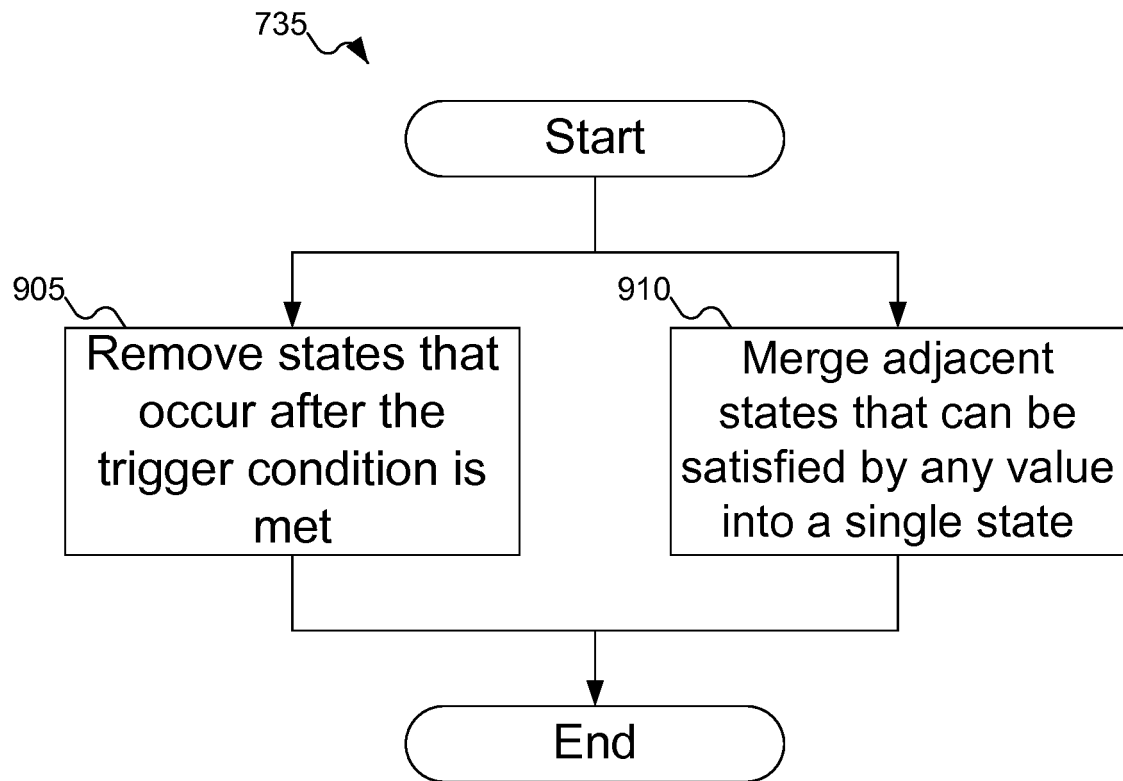 735
Start
905
Remove states that
occur after the
trigger condition is
met
910
Merge adjacent
states that can be
satisfied by any value
into a single state
End